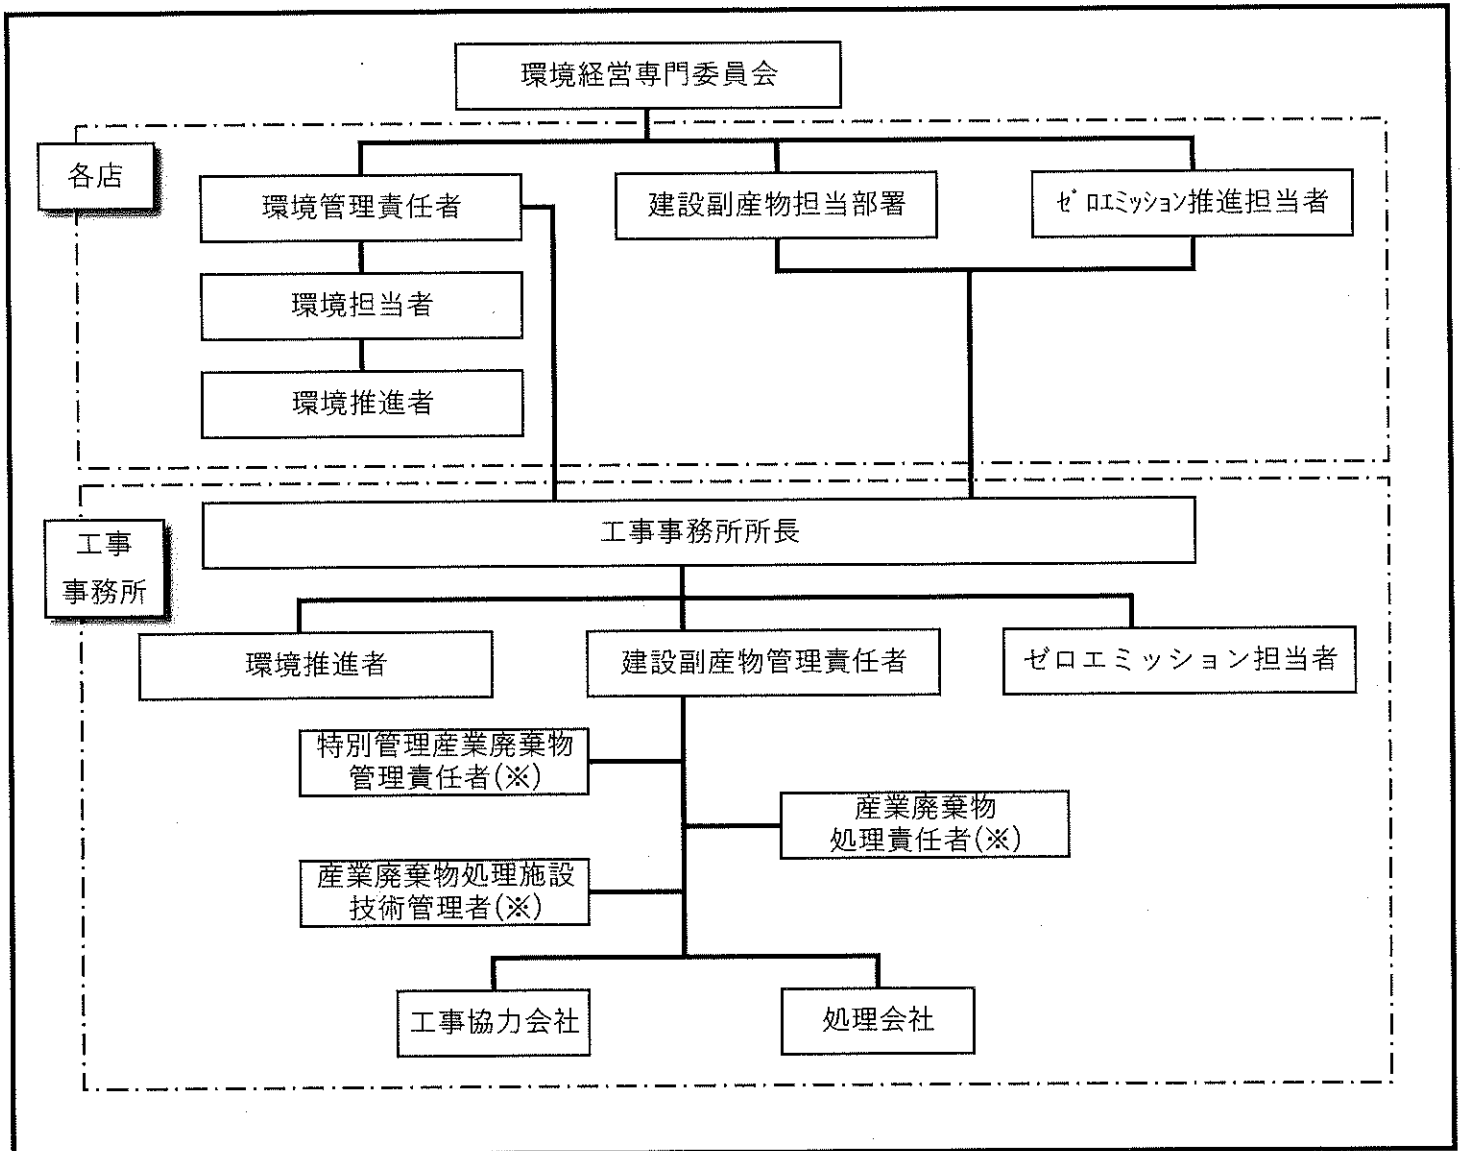 環境経営専門委員会
各店
環境管理責任者
建設副産物担当部署
ｾﾞﾛｴﾐｯｼｮﾝ推進担当者
環境担当者
環境推進者
工事事務所所長
工事
事務所
環境推進者
建設副産物管理責任者
ゼロエミッション担当者
特別管理産業廃棄物
管理責任者(※)
産業廃棄物
処理責任者(※)
産業廃棄物処理施設
技術管理者(※)
工事協力会社
処理会社